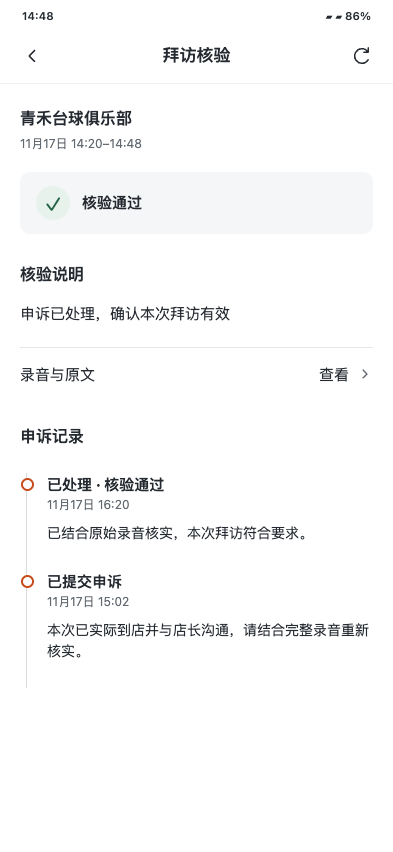 14:48
86%
拜访核验
青禾台球俱乐部
11月17日 14:20–14:48
核验通过
核验说明
申诉已处理，确认本次拜访有效
录音与原文
查看
申诉记录
已处理 · 核验通过
11月17日 16:20
已结合原始录音核实，本次拜访符合要求。
已提交申诉
11月17日 15:02
本次已实际到店并与店长沟通，请结合完整录音重新
核实。